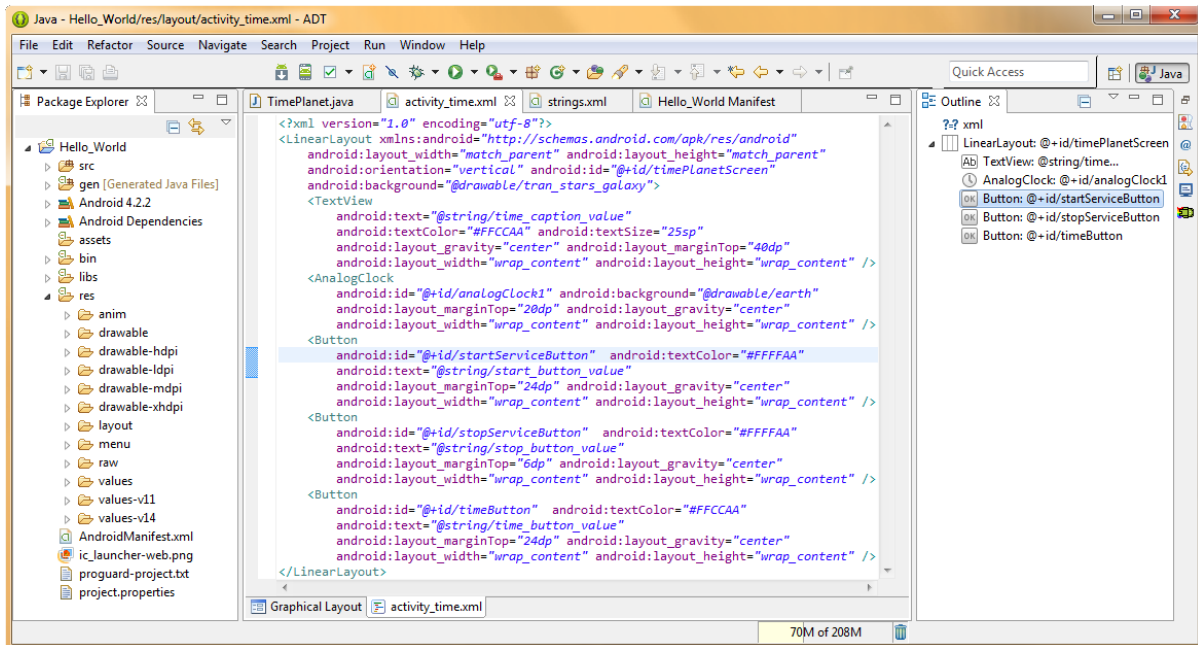 Java - Hello_World/res/layout/activity_time.xml - ADT
File Edit Refactor Source Navigate Search Project Run Window Help
Quick Access
Java
Package Explorer
Hello_World
src
gen [Generated Java Files]
Android 4.2.2
Android Dependencies
assets
bin
libs
res
anim
drawable
drawable-hdpi
drawable-ldpi
drawable-mdpi
drawable-xhdpi
layout
menu
raw
values
values-v11
values-v14
AndroidManifest.xml
ic_launcher-web.png
proguard-project.txt
project.properties
TimePlanet.java activity_time.xml strings.xml Hello_World Manifest
<?xml version="1.0" encoding="utf-8"?>
<LinearLayout xmlns:android="http://schemas.android.com/apk/res/android"
android:layout_width="match_parent" android:layout_height="match_parent"
android:orientation="vertical" android:id="@+id/timePlanetScreen"
android:background="@drawable/tran_stars_galaxy">
<TextView
android:text="@string/time_caption_value"
android:textColor="#FFCCAA" android:textSize="25sp"
android:layout_gravity="center" android:layout_marginTop="40dp"
android:layout_width="wrap_content" android:layout_height="wrap_content" />
<AnalogClock
android:id="@+id/analogClock1" android:background="@drawable/earth"
android:layout_marginTop="20dp" android:layout_gravity="center"
android:layout_width="wrap_content" android:layout_height="wrap_content" />
<Button
android:id="@+id/startServiceButton" android:textColor="#FFFFAA"
android:text="@string/start_button_value"
android:layout_marginTop="24dp" android:layout_gravity="center"
android:layout_width="wrap_content" android:layout_height="wrap_content" />
<Button
android:id="@+id/stopServiceButton" android:textColor="#FFFFAA"
android:text="@string/stop_button_value"
android:layout_marginTop="6dp" android:layout_gravity="center"
android:layout_width="wrap_content" android:layout_height="wrap_content" />
<Button
android:id="@+id/timeButton" android:textColor="#FFCCAA"
android:text="@string/time_button_value"
android:layout_marginTop="24dp" android:layout_gravity="center"
android:layout_width="wrap_content" android:layout_height="wrap_content" />
</LinearLayout>
Graphical Layout activity_time.xml
Outline
?=? xml
LinearLayout: @+id/timePlanetScreen
Ab TextView: @string/time...
AnalogClock: @+id/analogClock1
OK Button: @+id/startServiceButton
OK Button: @+id/stopServiceButton
OK Button: @+id/timeButton
70M of 208M